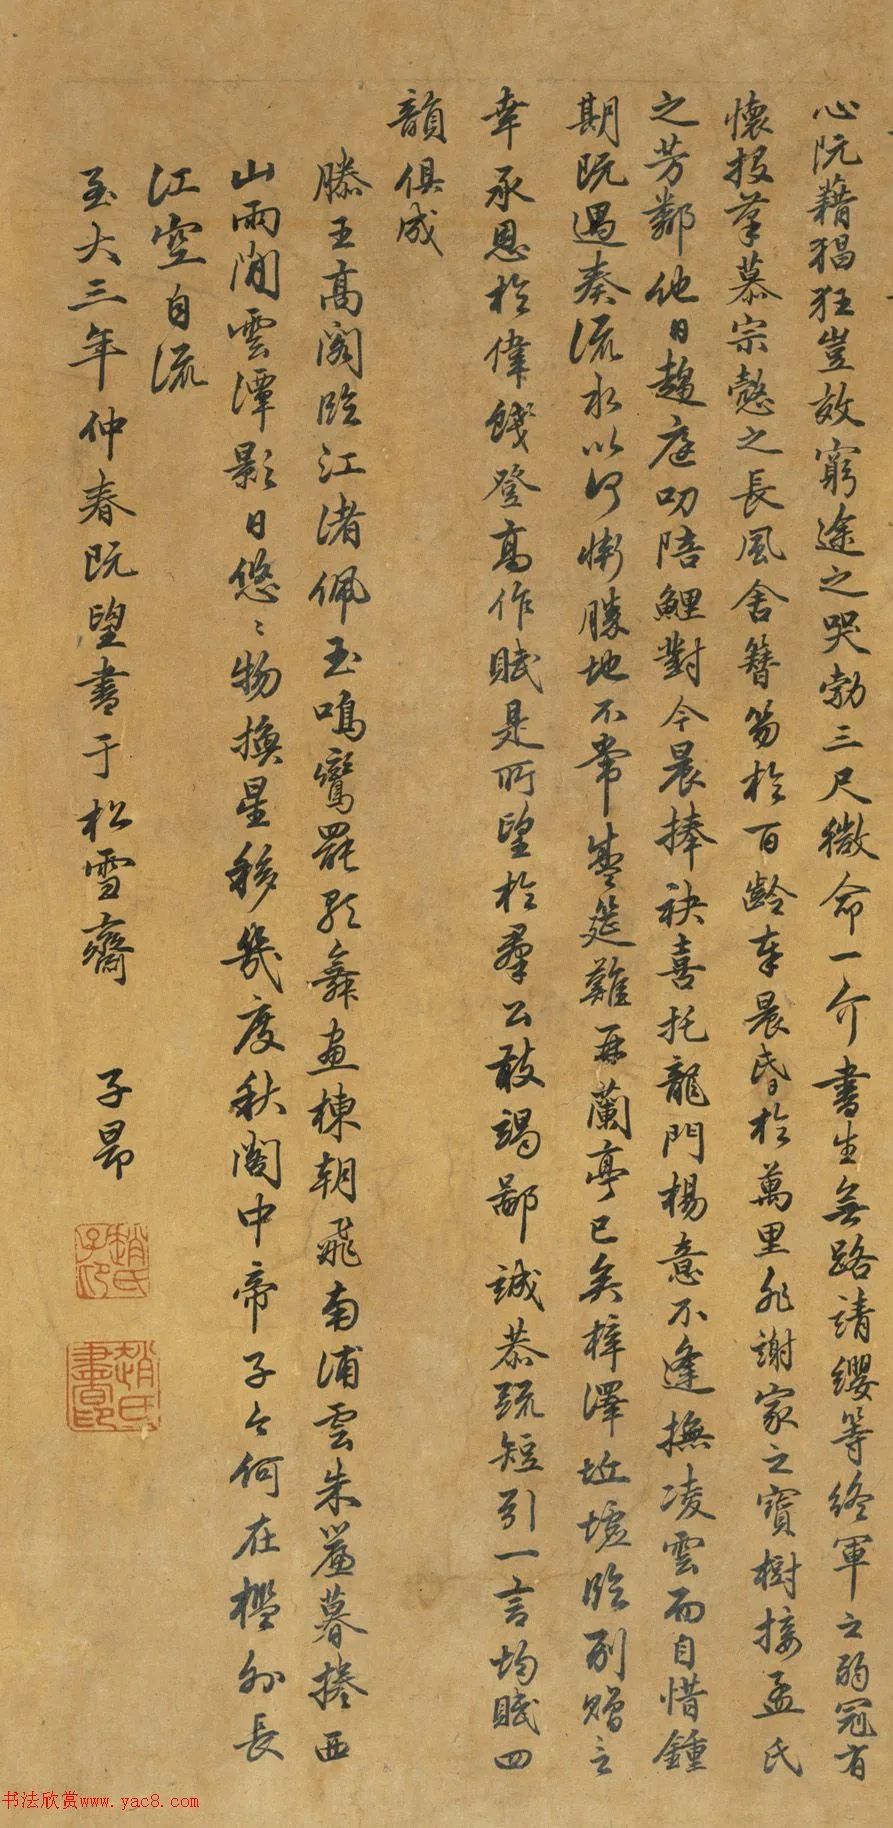 心阮藉猖狂豈效窮途之哭勃三尺微命一介書生無路請纓等終軍之弱冠有
懷投筆慕宗慤之長風舍簪笏於百齡奉晨昏於萬里非謝家之寶樹接孟氏
之芳鄰他日趨庭叨陪鯉對今晨捧袂喜托龍門楊意不逢撫凌雲而自惜鍾
期既遇奏流水以何慚勝地不常盛筵難再蘭亭已矣梓澤丘墟臨別贈言
幸承恩於偉餞登高作賦是所望於羣公敢竭鄙誠恭疏短引一言均賦四
韻俱成
滕王高閣臨江渚佩玉鳴鸞罷歌舞畫棟朝飛南浦雲朱簾暮捲西
山雨閒雲潭影日悠〻物換星移幾度秋閣中帝子今何在檻外長
江空自流
至大三年仲春既望書于松雪齋 子昂
趙氏子昂
趙氏書印
书法欣赏www.yac8.com